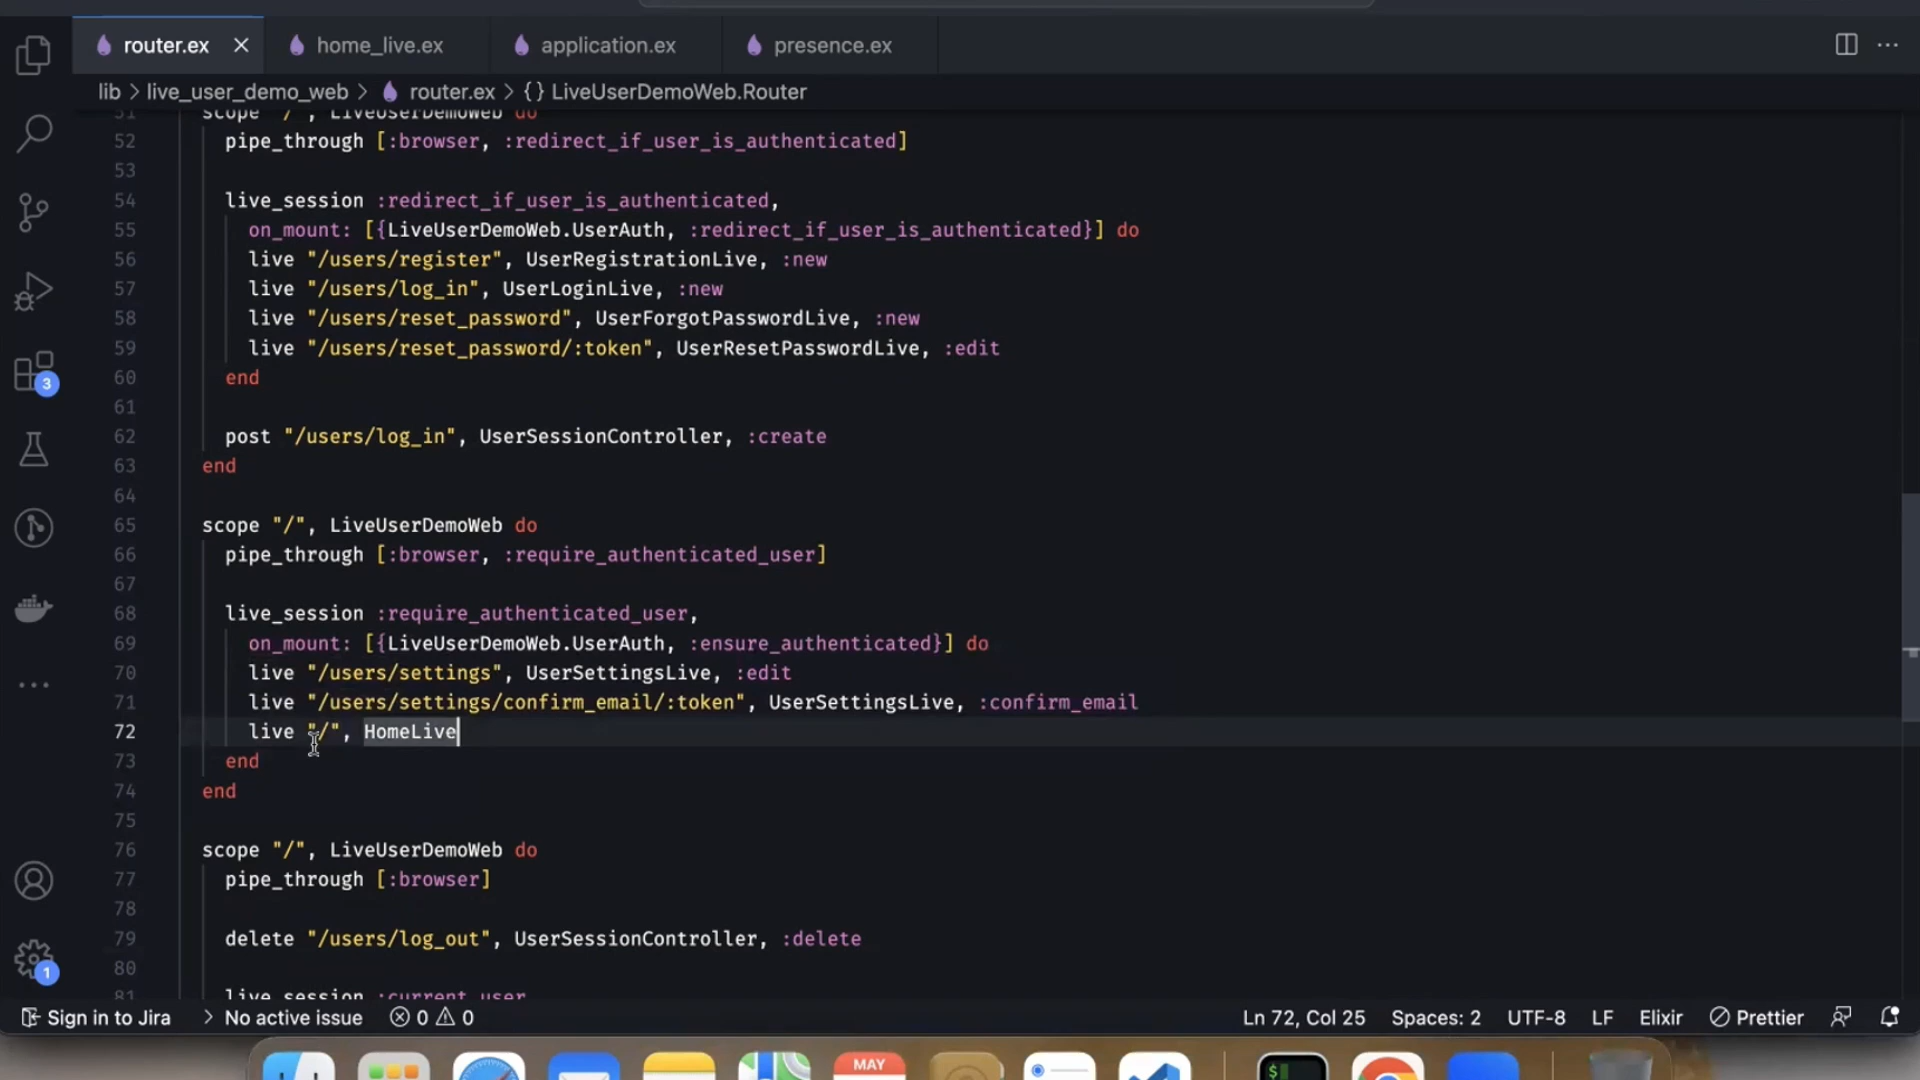 router.ex
home_live.ex
application.ex
presence.ex
lib > live_user_demo_web > router.ex > {} LiveUserDemoWeb.Router
51 scope "/", LiveUserDemoWeb do
52 pipe_through [:browser, :redirect_if_user_is_authenticated]
53
54 live_session :redirect_if_user_is_authenticated,
55 on_mount: [{LiveUserDemoWeb.UserAuth, :redirect_if_user_is_authenticated}] do
56 live "/users/register", UserRegistrationLive, :new
57 live "/users/log_in", UserLoginLive, :new
58 live "/users/reset_password", UserForgotPasswordLive, :new
59 live "/users/reset_password/:token", UserResetPasswordLive, :edit
60 end
61
62 post "/users/log_in", UserSessionController, :create
63 end
64
65 scope "/", LiveUserDemoWeb do
66 pipe_through [:browser, :require_authenticated_user]
67
68 live_session :require_authenticated_user,
69 on_mount: [{LiveUserDemoWeb.UserAuth, :ensure_authenticated}] do
70 live "/users/settings", UserSettingsLive, :edit
71 live "/users/settings/confirm_email/:token", UserSettingsLive, :confirm_email
72 live "/", HomeLive
73 end
74 end
75
76 scope "/", LiveUserDemoWeb do
77 pipe_through [:browser]
78
79 delete "/users/log_out", UserSessionController, :delete
80
81 live_session :current_user
3
1
Sign in to Jira > No active issue 0 0 Ln 72, Col 25 Spaces: 2 UTF-8 LF Elixir Prettier
MAY
$